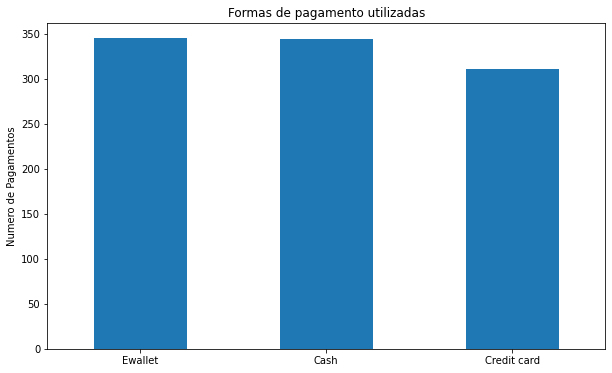 Formas de pagamento utilizadas
350
300
250
200
150
100
50
0
Numero de Pagamentos
Ewallet
Cash
Credit card